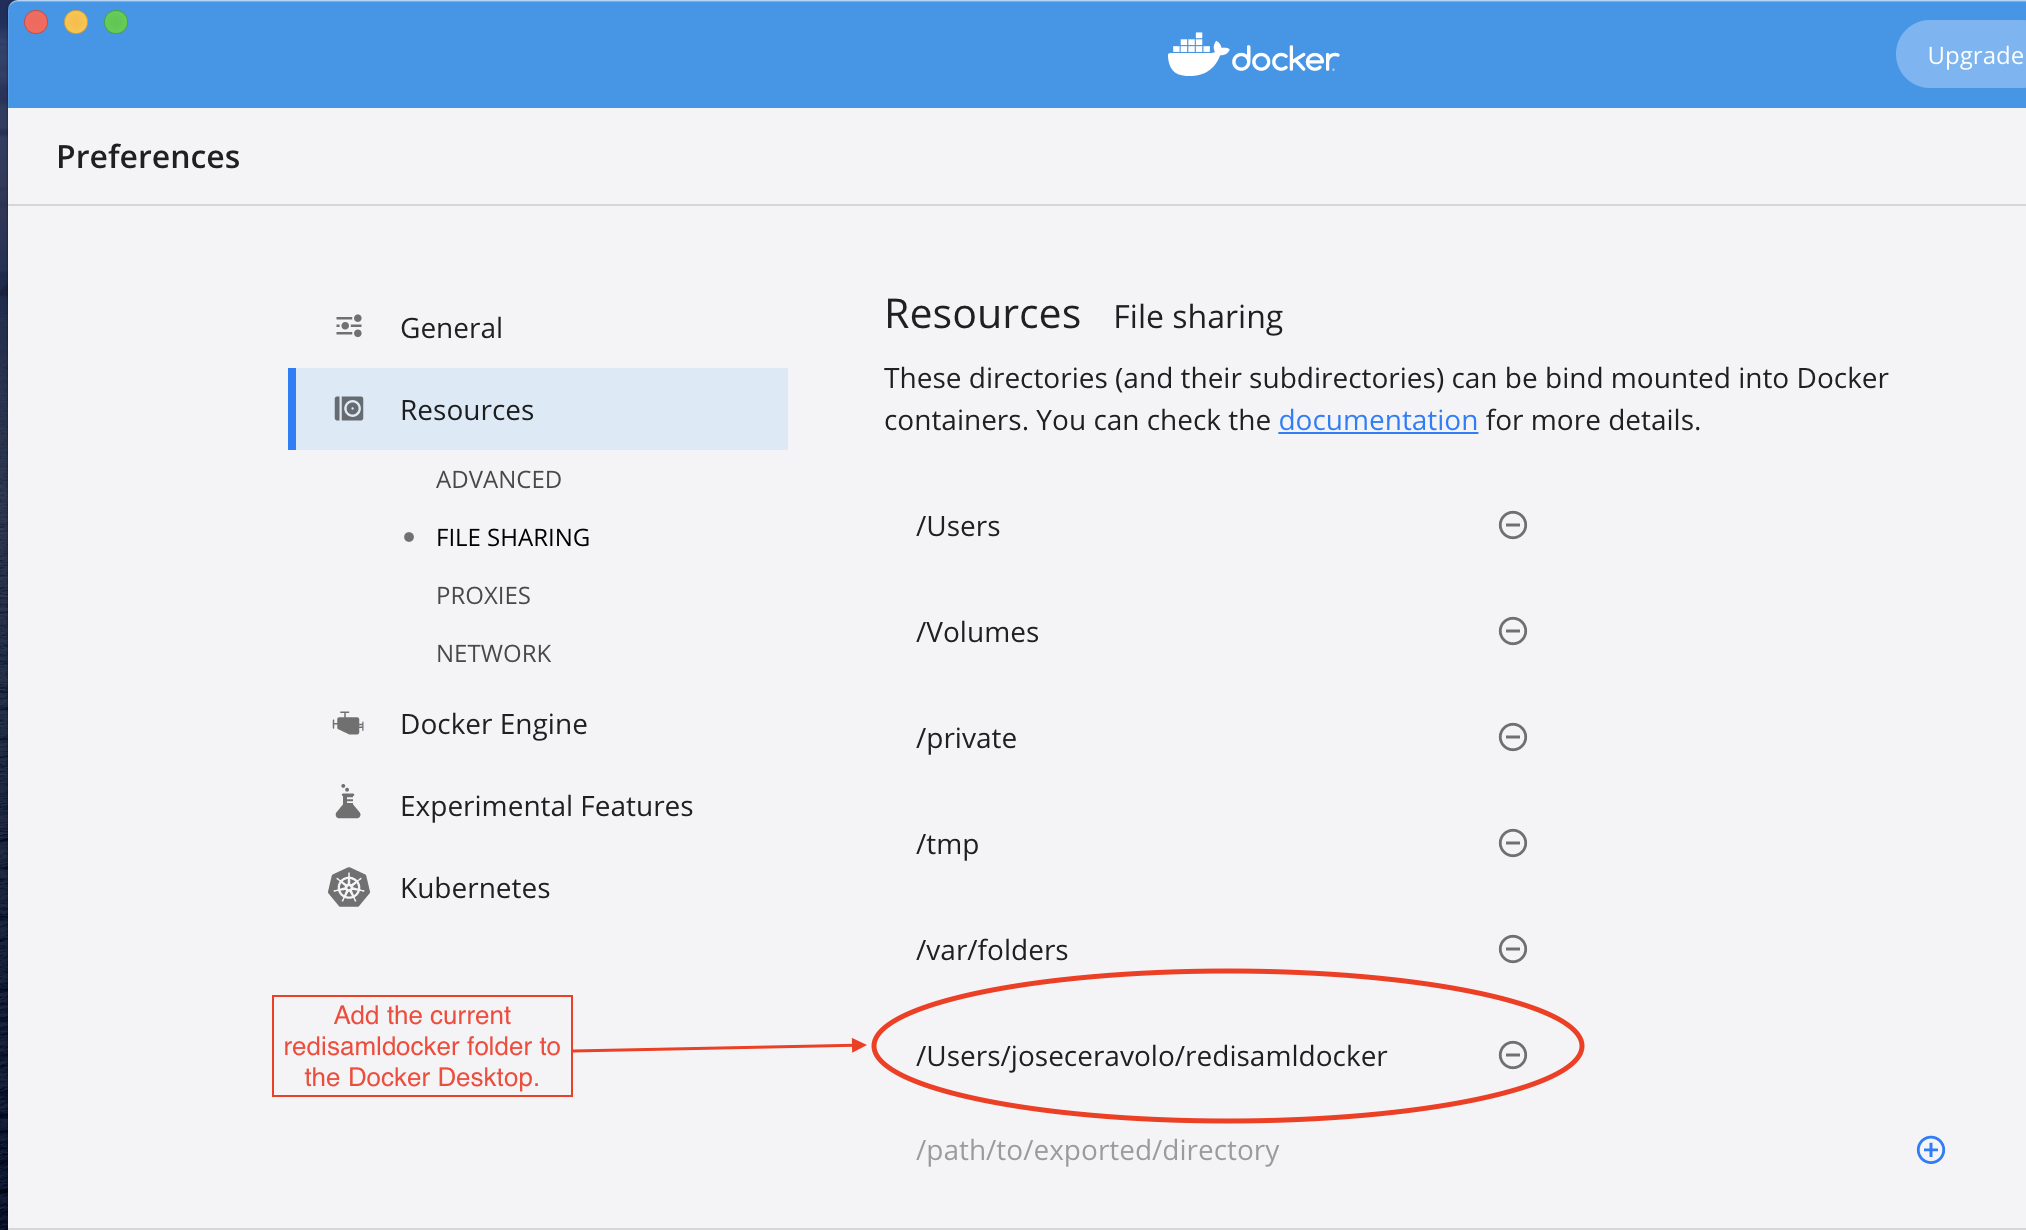 docker
Upgrade
Preferences
General
Resources
ADVANCED
FILE SHARING
PROXIES
NETWORK
Docker Engine
Experimental Features
Kubernetes
Resources File sharing
These directories (and their subdirectories) can be bind mounted into Docker
containers. You can check the documentation for more details.
/Users
/Volumes
/private
/tmp
/var/folders
/Users/joseceravolo/redisamldocker
/path/to/exported/directory
Add the current
redisamldocker folder to
the Docker Desktop.